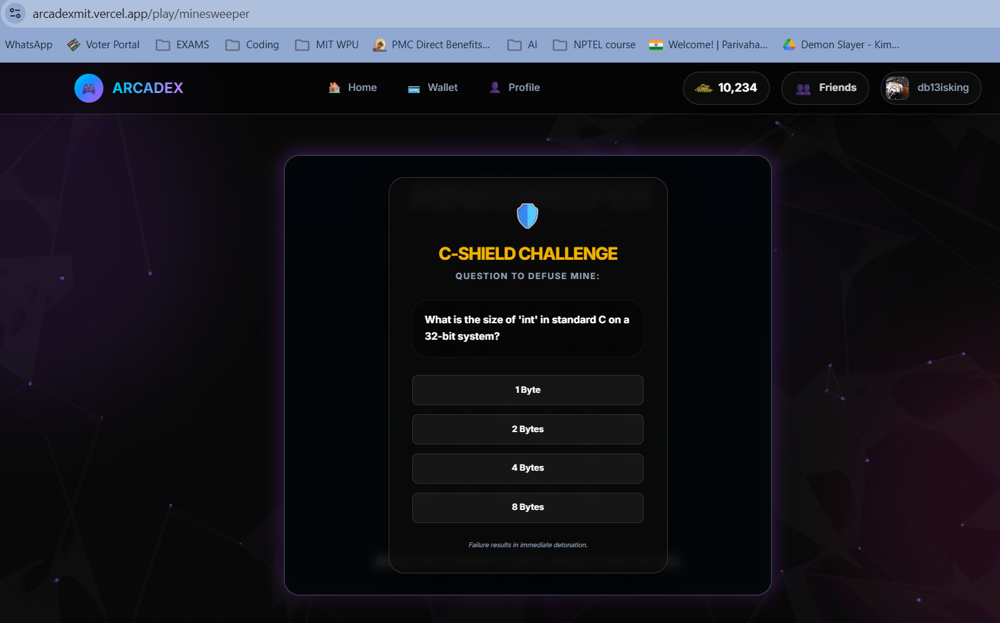 arcadexmit.vercel.app/play/minesweeper
WhatsApp Voter Portal EXAMS Coding MIT WPU PMC Direct Benefits... AI NPTEL course Welcome! | Parivaha... Demon Slayer - Kim...
ARCADEX Home Wallet Profile 10,234 Friends db13isking
C-SHIELD CHALLENGE
QUESTION TO DEFUSE MINE:
What is the size of 'int' in standard C on a
32-bit system?
1 Byte
2 Bytes
4 Bytes
8 Bytes
Failure results in immediate detonation.